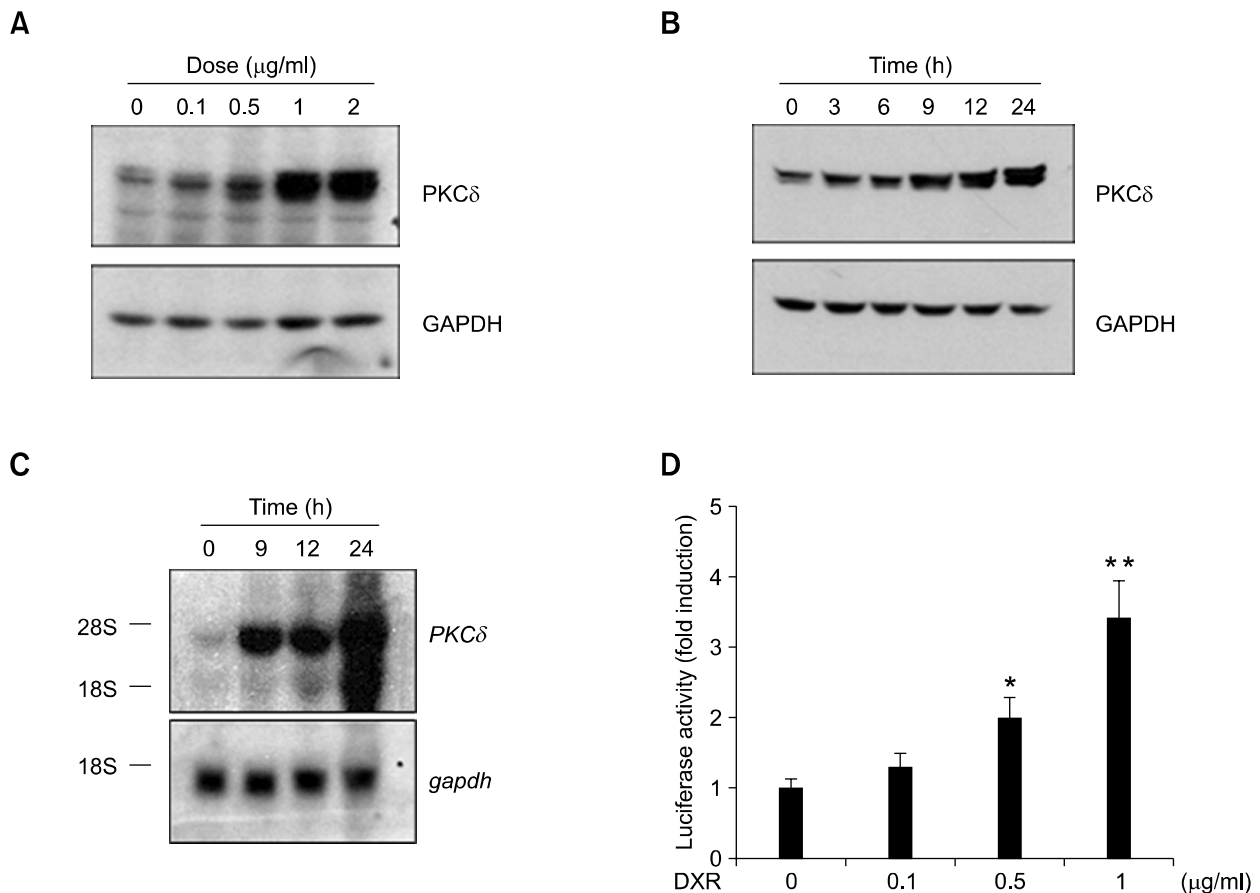 A
Dose (μg/ml)
0 0.1 0.5 1 2
PKCδ
GAPDH
B
Time (h)
0 3 6 9 12 24
PKCδ
GAPDH
C
Time (h)
0 9 12 24
28S
PKCδ
18S
18S
gapdh
D
Luciferase activity (fold induction)
5
4
3
2
1
0
*
**
DXR 0 0.1 0.5 1 (μg/ml)